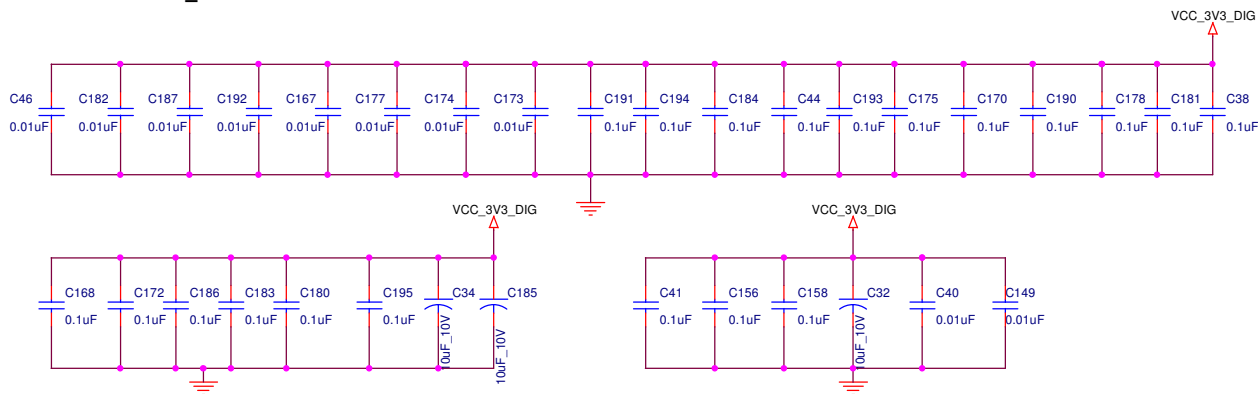 VCC_3V3_DIG
C46 C182 C187 C192 C167 C177 C174 C173 C191 C194 C184 C44 C193 C175 C170 C190 C178 C181 C38
0.01uF 0.01uF 0.01uF 0.01uF 0.01uF 0.01uF 0.01uF 0.01uF 0.1uF 0.1uF 0.1uF 0.1uF 0.1uF 0.1uF 0.1uF 0.1uF 0.1uF 0.1uF 0.1uF
VCC_3V3_DIG VCC_3V3_DIG
C168 C172 C186 C183 C180 C195 C34 C185 C41 C156 C158 C32 C40 C149
0.1uF 0.1uF 0.1uF 0.1uF 0.1uF 0.1uF 10uF_10V 10uF_10V 0.1uF 0.1uF 0.1uF 10uF_10V 0.01uF 0.01uF